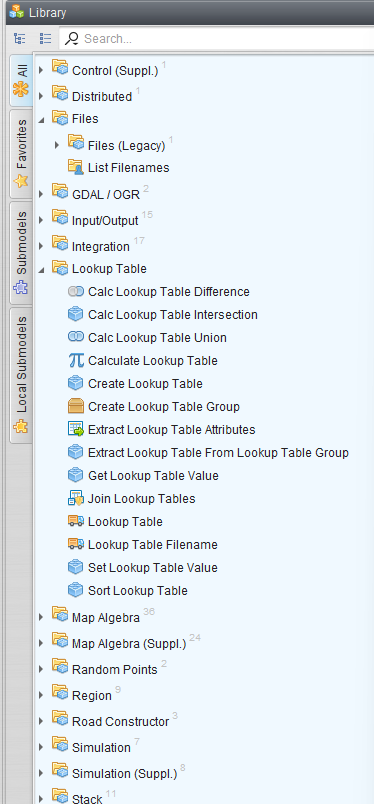 Library
Search...
All
Favorites
Submodels
Local Submodels
Control (Suppl.) 1
Distributed 1
Files
Files (Legacy) 1
List Filenames
GDAL / OGR 2
Input/Output 15
Integration 17
Lookup Table
Calc Lookup Table Difference
Calc Lookup Table Intersection
Calc Lookup Table Union
Calculate Lookup Table
Create Lookup Table
Create Lookup Table Group
Extract Lookup Table Attributes
Extract Lookup Table From Lookup Table Group
Get Lookup Table Value
Join Lookup Tables
Lookup Table
Lookup Table Filename
Set Lookup Table Value
Sort Lookup Table
Map Algebra 36
Map Algebra (Suppl.) 24
Random Points 2
Region 9
Road Constructor 3
Simulation 7
Simulation (Suppl.) 8
Stack 11